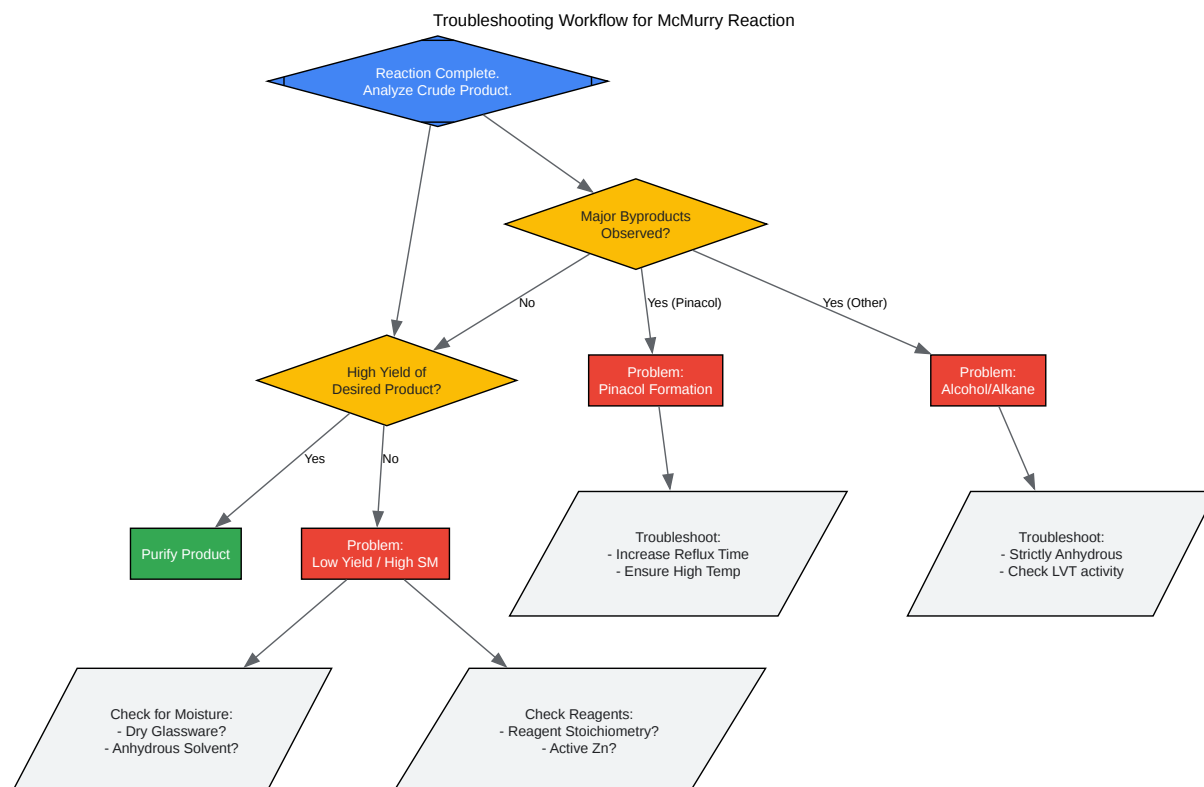 Troubleshooting Workflow for McMurry Reaction
Reaction Complete.
Analyze Crude Product.
Major Byproducts
Observed?
No
Yes (Pinacol)
Yes (Other)
High Yield of
Desired Product?
Problem:
Pinacol Formation
Problem:
Alcohol/Alkane
Yes
No
Purify Product
Problem:
Low Yield / High SM
Troubleshoot:
- Increase Reflux Time
- Ensure High Temp
Troubleshoot:
- Strictly Anhydrous
- Check LVT activity
Check for Moisture:
- Dry Glassware?
- Anhydrous Solvent?
Check Reagents:
- Reagent Stoichiometry?
- Active Zn?